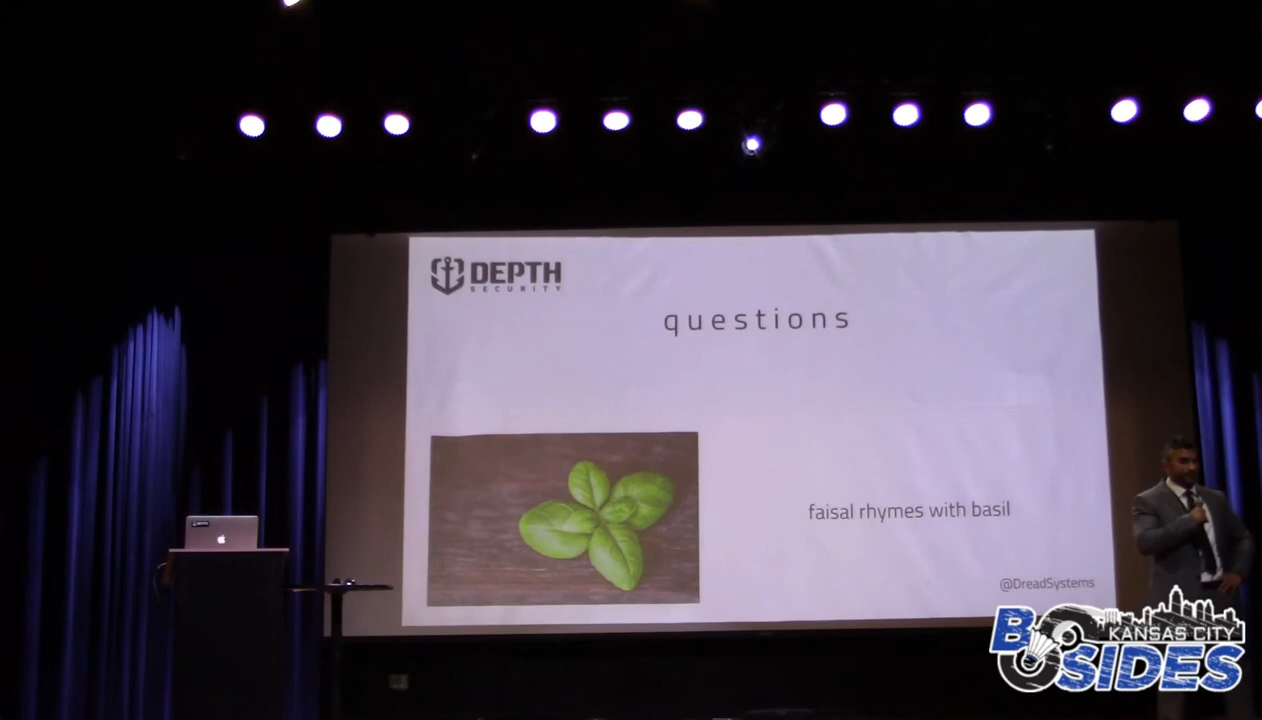 DEPTH
SECURITY
questions
faisal rhymes with basil
@DreadSystems
KANSAS CITY
BSIDES